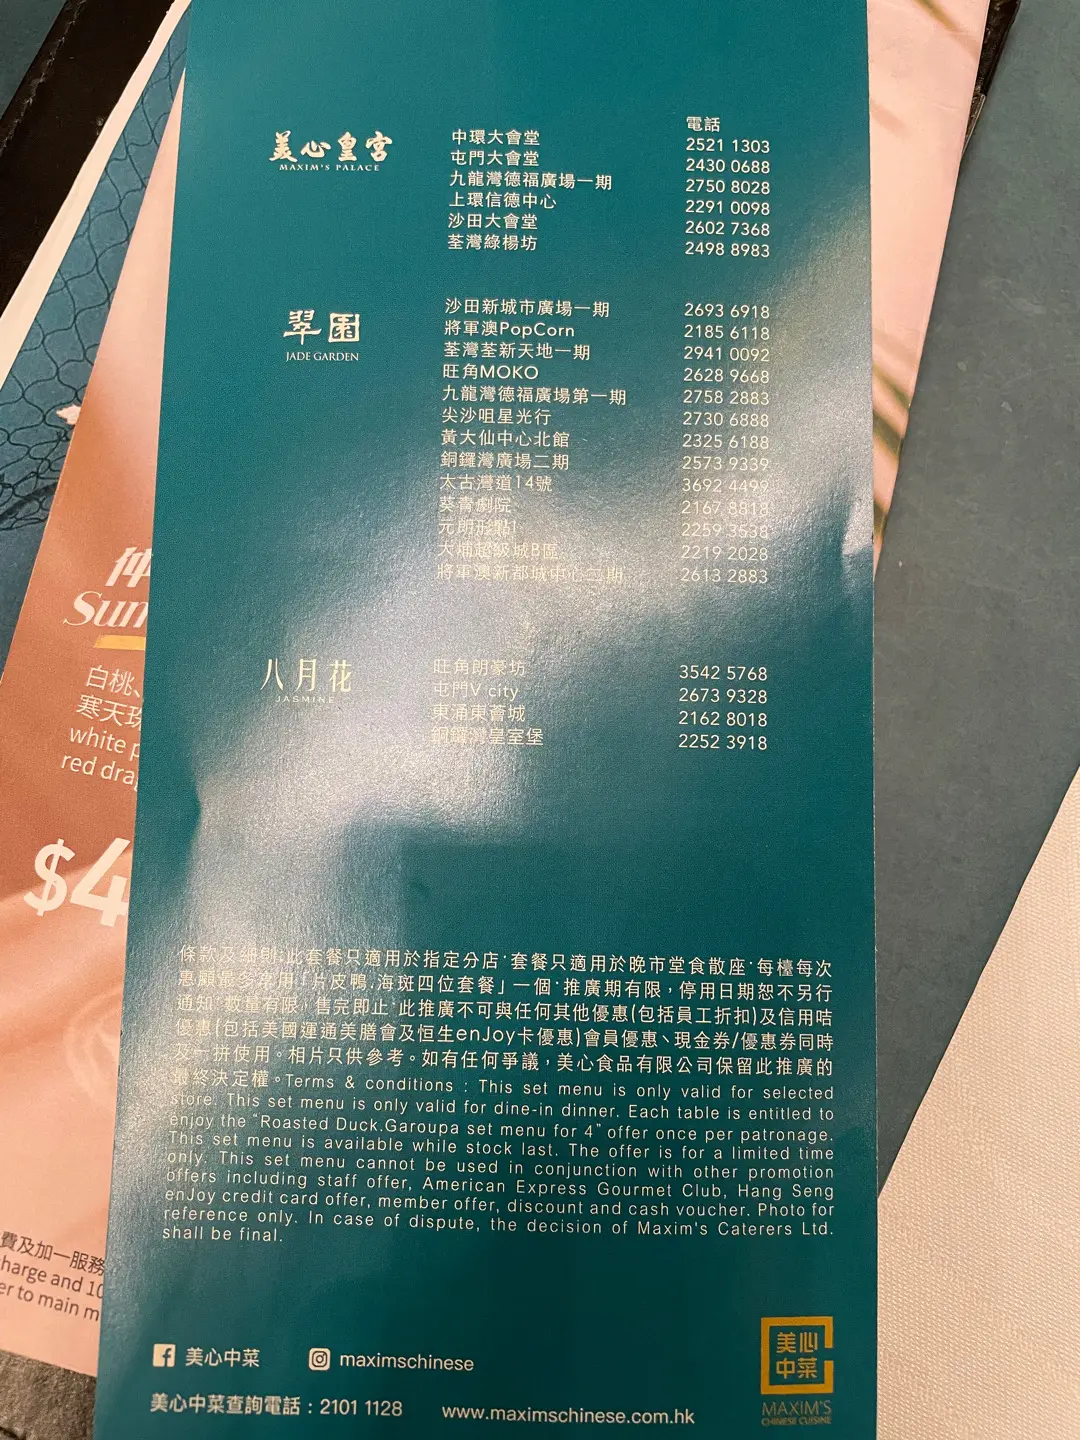 電話
美心皇宮
MAXIM'S PALACE
中環大會堂 2521 1303
屯門大會堂 2430 0688
九龍灣德福廣場一期 2750 8028
上環信德中心 2291 0098
沙田大會堂 2602 7368
荃灣綠楊坊 2498 8983
翠園
JADE GARDEN
沙田新城市廣場一期 2693 6918
將軍澳PopCorn 2185 6118
荃灣荃新天地一期 2941 0092
旺角MOKO 2628 9668
九龍灣德福廣場第一期 2758 2883
尖沙咀星光行 2730 6888
黃大仙中心北館 2325 6188
銅鑼灣廣場二期 2573 9339
太古灣道14號 3692 4499
葵青劇院 2167 8818
元朗形點I 2259 3538
大埔超級城B區 2219 2028
將軍澳新都城中心二期 2613 2883
八月花
JASMINE
旺角朗豪坊 3542 5768
屯門V city 2673 9328
東涌東薈城 2162 8018
銅鑼灣皇室堡 2252 3918
條款及細則:此套餐只適用於指定分店·套餐只適用於晚市堂食散座·每檯每次
惠顧最多享用「片皮鴨.海斑四位套餐」一個·推廣期有限，停用日期恕不另行
通知·數量有限，售完即止·此推廣不可與任何其他優惠(包括員工折扣)及信用咭
優惠(包括美國運通美膳會及恒生enJoy卡優惠)會員優惠、現金券/優惠券同時
及一拼使用。相片只供參考。如有任何爭議，美心食品有限公司保留此推廣的
最終決定權。Terms & conditions : This set menu is only valid for selected
store. This set menu is only valid for dine-in dinner. Each table is entitled to
enjoy the “Roasted Duck.Garoupa set menu for 4” offer once per patronage.
This set menu is available while stock last. The offer is for a limited time
only. This set menu cannot be used in conjunction with other promotion
offers including staff offer, American Express Gourmet Club, Hang Seng
enJoy credit card offer, member offer, discount and cash voucher. Photo for
reference only. In case of dispute, the decision of Maxim's Caterers Ltd.
shall be final.
美心中菜 maximschinese
美心中菜查詢電話：2101 1128 www.maximschinese.com.hk
美心
中菜
MAXIM'S
CHINESE CUISINE
仲
Sum
白桃、
寒天珠
white p
red drag
$4
費及加一服務
harge and 10
er to main m